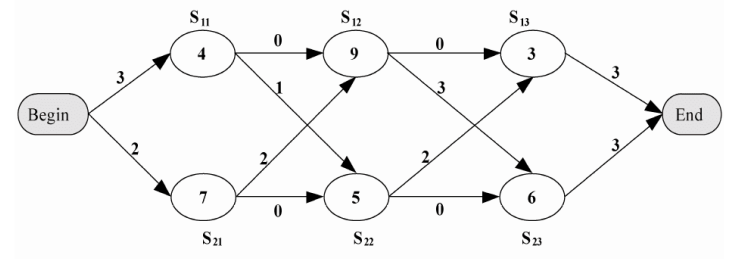 S11 S12 S13
4 0 9 0 3
3 1 3 3
Begin End
2 2 2 3
7 0 5 0 6
S21 S22 S23